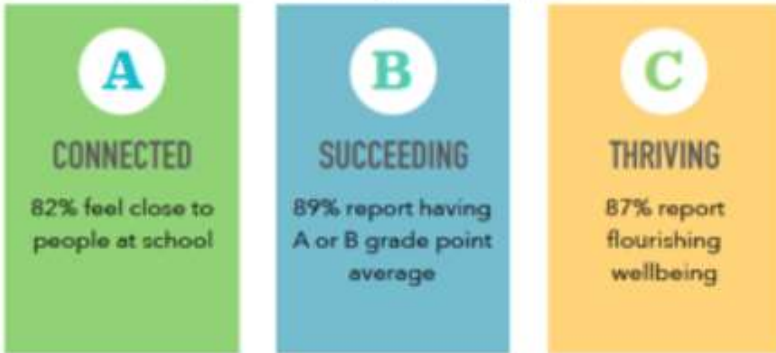 A
CONNECTED
82% feel close to
people at school
B
SUCCEEDING
89% report having
A or B grade point
average
C
THRIVING
87% report
flourishing
wellbeing